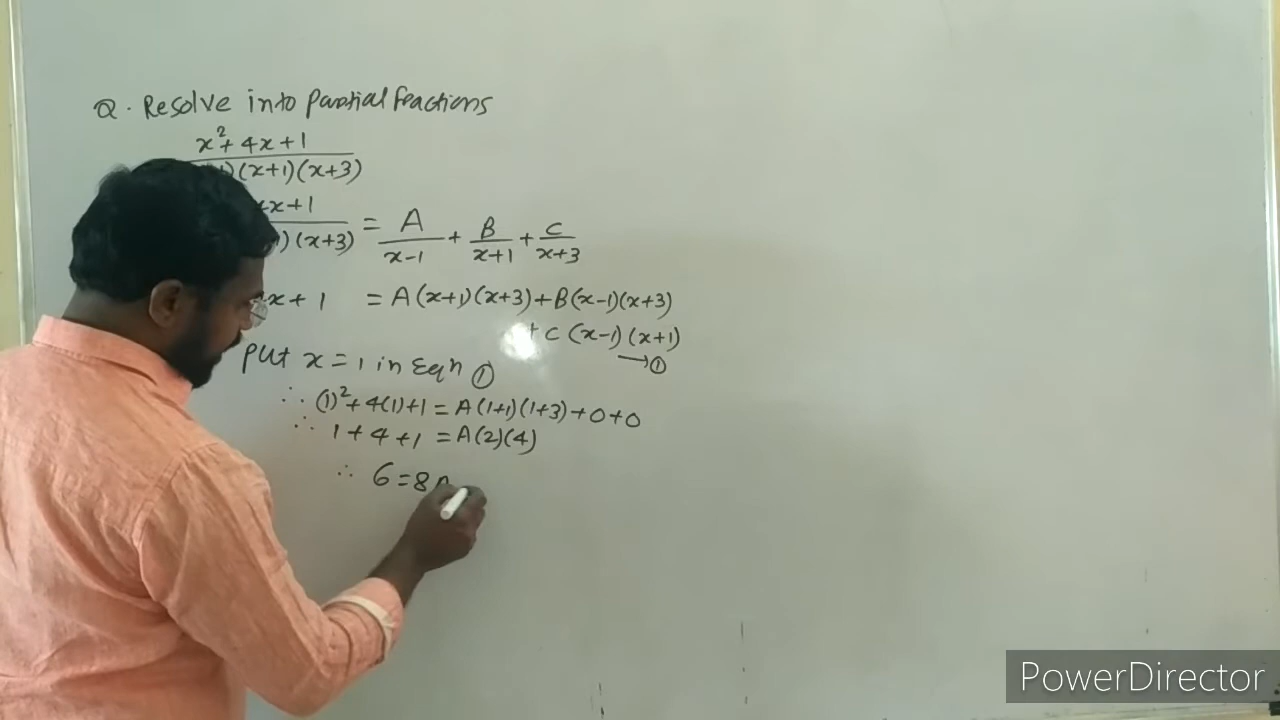 Q. Resolve into Partial fractions
x²+ 4x+1
(x+1)(x+3)
x+1
(x+3) = A/(x-1) + B/(x+1) + C/(x+3)
x+1 = A(x+1)(x+3)+B(x-1)(x+3)
+ C (x-1)(x+1)
→①
Put x=1 in Eqn ①
∴ (1)²+4(1)+1 = A(1+1)(1+3)+0+0
∴ 1+4+1 = A(2)(4)
∴ 6=8A
PowerDirector